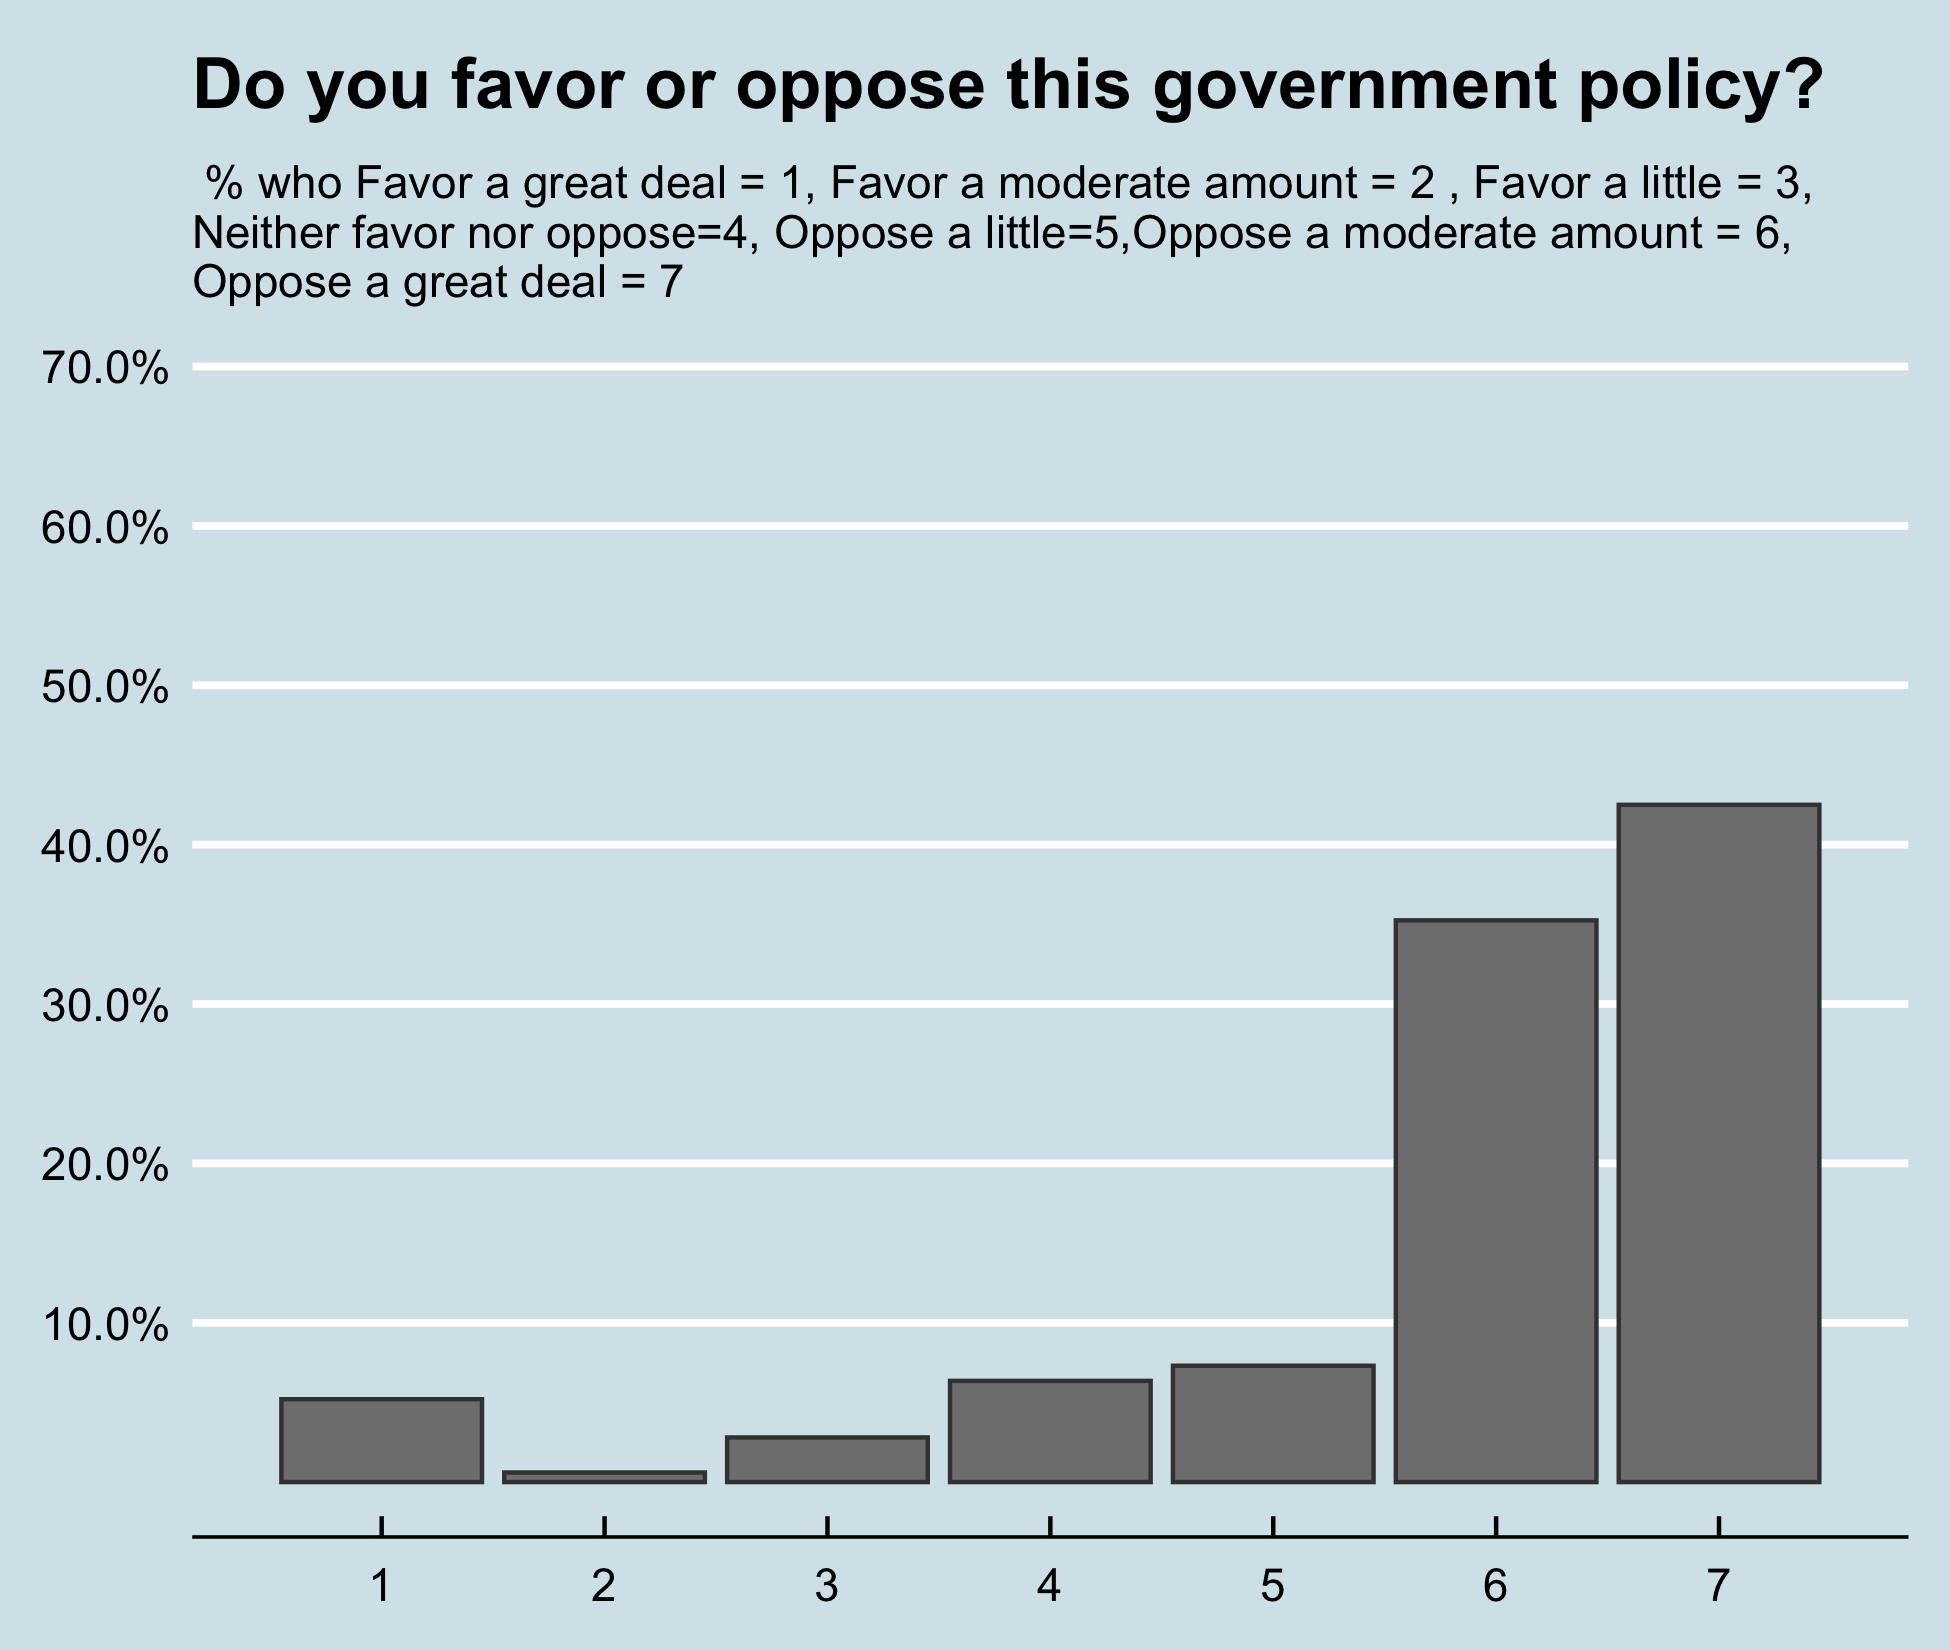 Do you favor or oppose this government policy?
% who Favor a great deal = 1, Favor a moderate amount = 2 , Favor a little = 3,
Neither favor nor oppose=4, Oppose a little=5,Oppose a moderate amount = 6,
Oppose a great deal = 7
70.0%
60.0%
50.0%
40.0%
30.0%
20.0%
10.0%
1 2 3 4 5 6 7